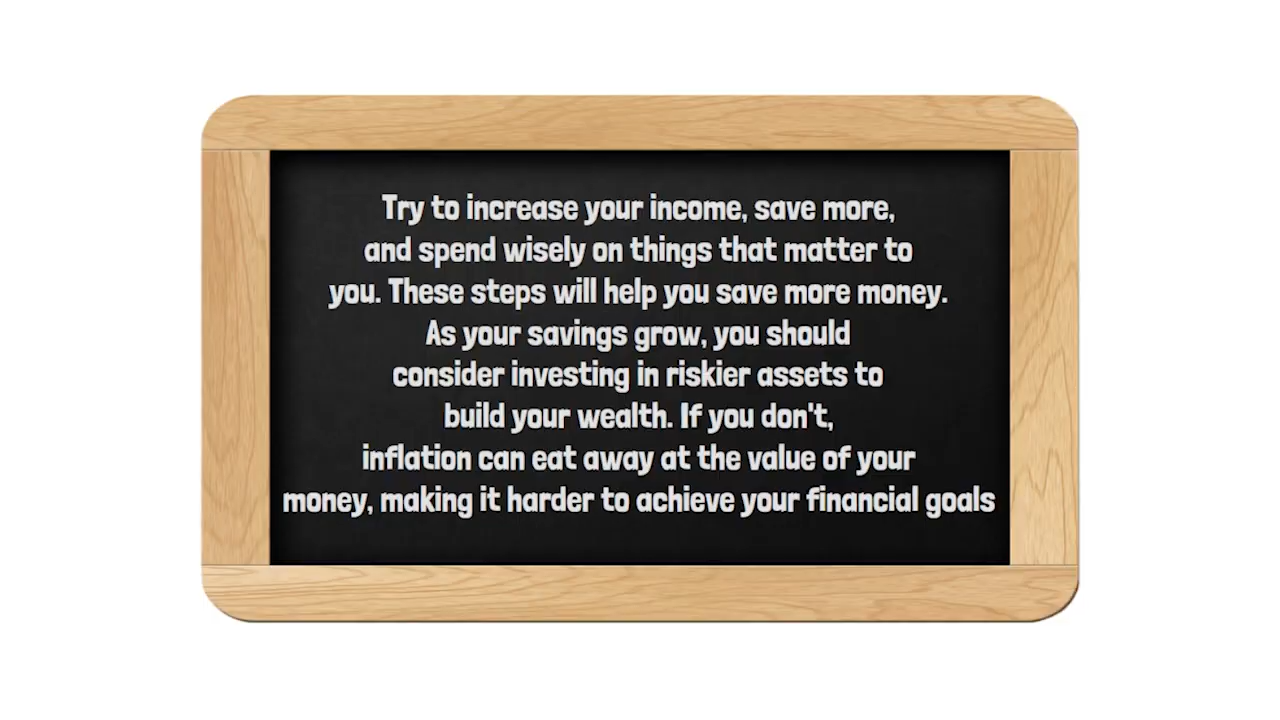 Try to increase your income, save more,
and spend wisely on things that matter to
you. These steps will help you save more money.
As your savings grow, you should
consider investing in riskier assets to
build your wealth. If you don't,
inflation can eat away at the value of your
money, making it harder to achieve your financial goals